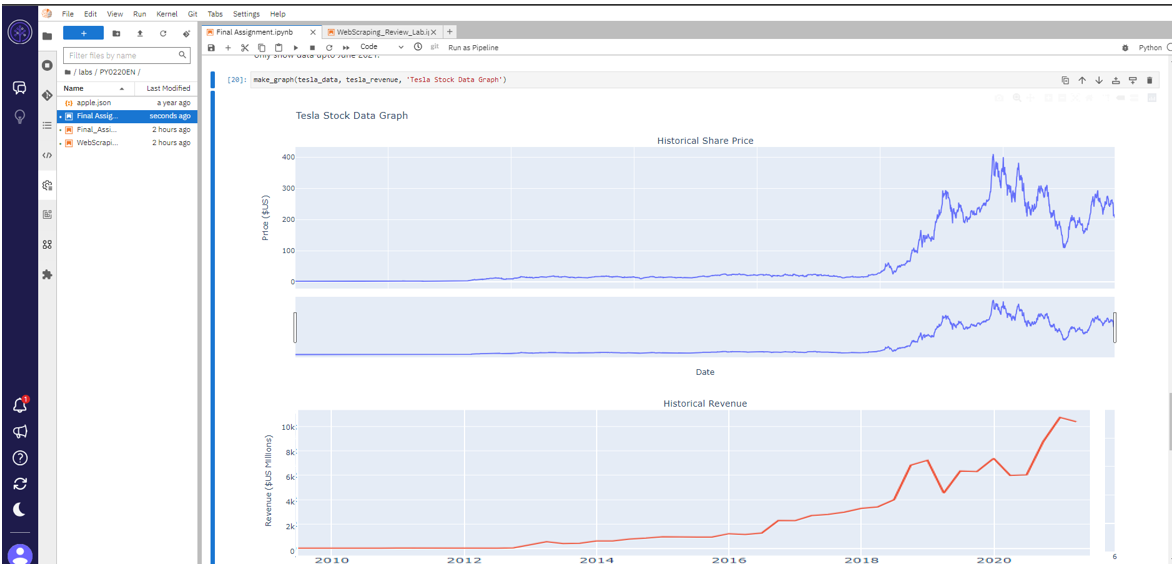 File Edit View Run Kernel Git Tabs Settings Help
Final Assignment.ipynb
WebScraping_Review_Lab.ij
Filter files by name
Code
git
Run as Pipeline
Python
/ labs / PY0220EN /
only show data upto June 2021.
Name
Last Modified
apple.json
a year ago
Final Assig...
seconds ago
Final_Assi...
2 hours ago
WebScrapi...
2 hours ago
[20]: make_graph(tesla_data, tesla_revenue, 'Tesla Stock Data Graph')
Tesla Stock Data Graph
Historical Share Price
400
300
200
100
0
Price ($US)
Date
Historical Revenue
10k
8k
6k
4k
2k
0
Revenue ($US Millions)
2010 2012 2014 2016 2018 2020
6
1